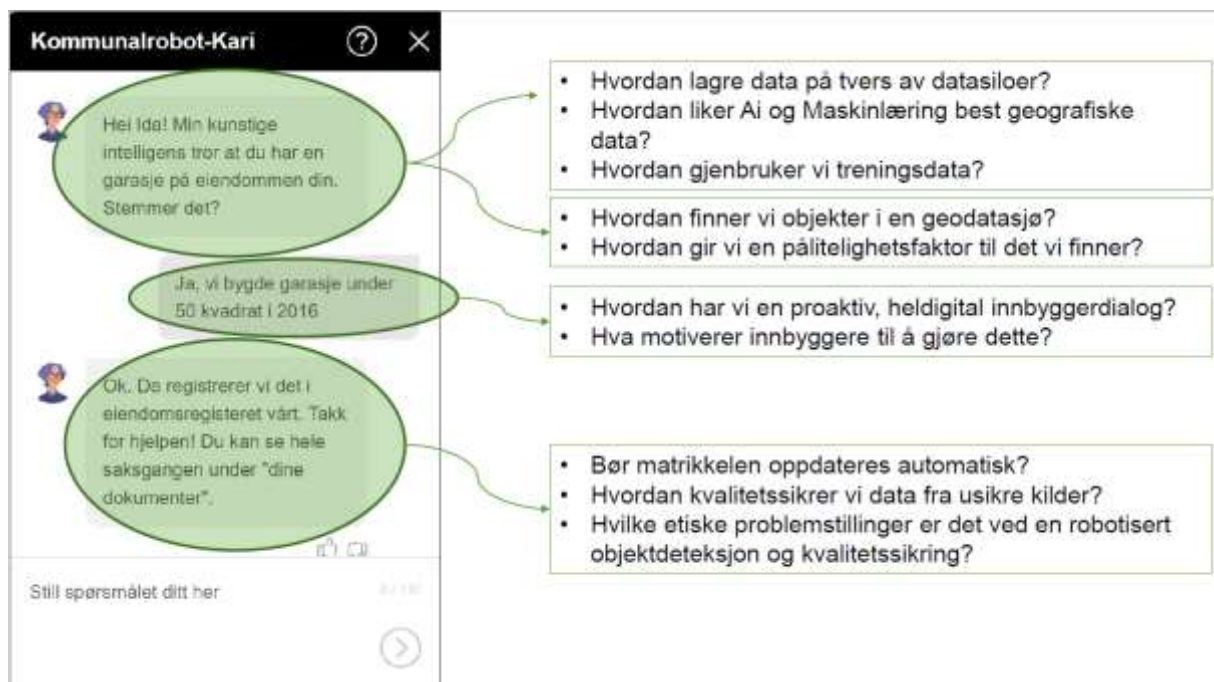 Kommunalrobot-Kari
Hei Ida! Min kunstige
intelligens tror at du har en
garasje på eiendommen din.
Stemmer det?
Ja, vi bygde garasje under
50 kvadrat i 2016
Ok. Da registrerer vi det i
eiendomsregisteret vårt. Takk
for hjelpen! Du kan se hele
saksgangen under "dine
dokumenter".
Still spørsmålet ditt her
• Hvordan lagre data på tvers av datasiloer?
• Hvordan liker Ai og Maskinlæring best geografiske
data?
• Hvordan gjenbruker vi treningsdata?
• Hvordan finner vi objekter i en geodatasjø?
• Hvordan gir vi en pålitelighetsfaktor til det vi finner?
• Hvordan har vi en proaktiv, heldigital innbyggerdialog?
• Hva motiverer innbyggere til å gjøre dette?
• Bør matrikkelen oppdateres automatisk?
• Hvordan kvalitetssikrer vi data fra usikre kilder?
• Hvilke etiske problemstillinger er det ved en robotisert
objektdeteksjon og kvalitetssikring?